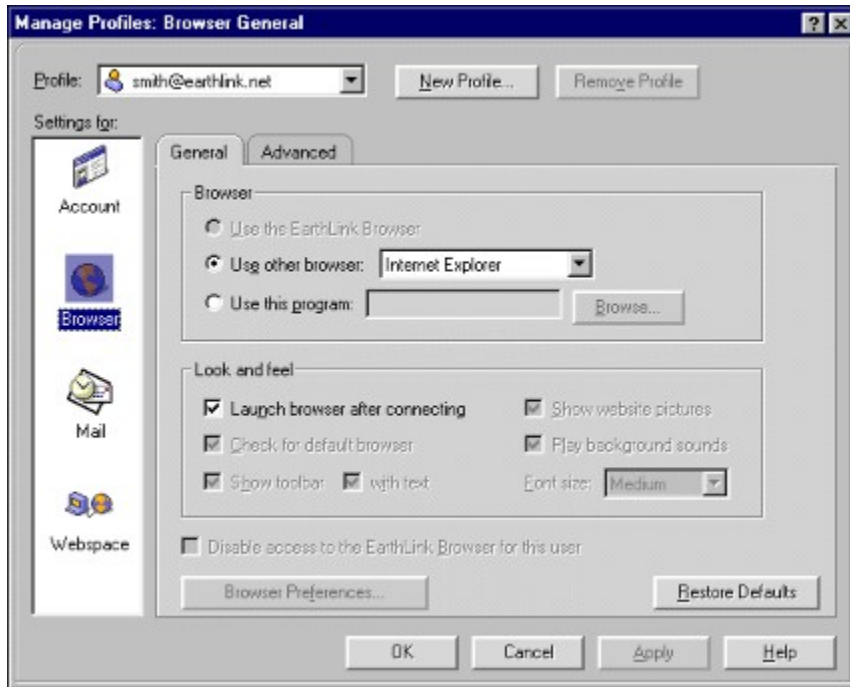 Manage Profiles: Browser General
Profile: smith@earthlink.net New Profile... Remove Profile
Settings for:
Account
Browser
Mail
Webspace
General Advanced
Browser
Use the EarthLink Browser
Use other browser: Internet Explorer
Use this program: Browse...
Look and feel
Launch browser after connecting Show website pictures
Check for default browser Play background sounds
Show toolbar with text Font size: Medium
Disable access to the EarthLink Browser for this user
Browser Preferences... Restore Defaults
OK Cancel Apply Help